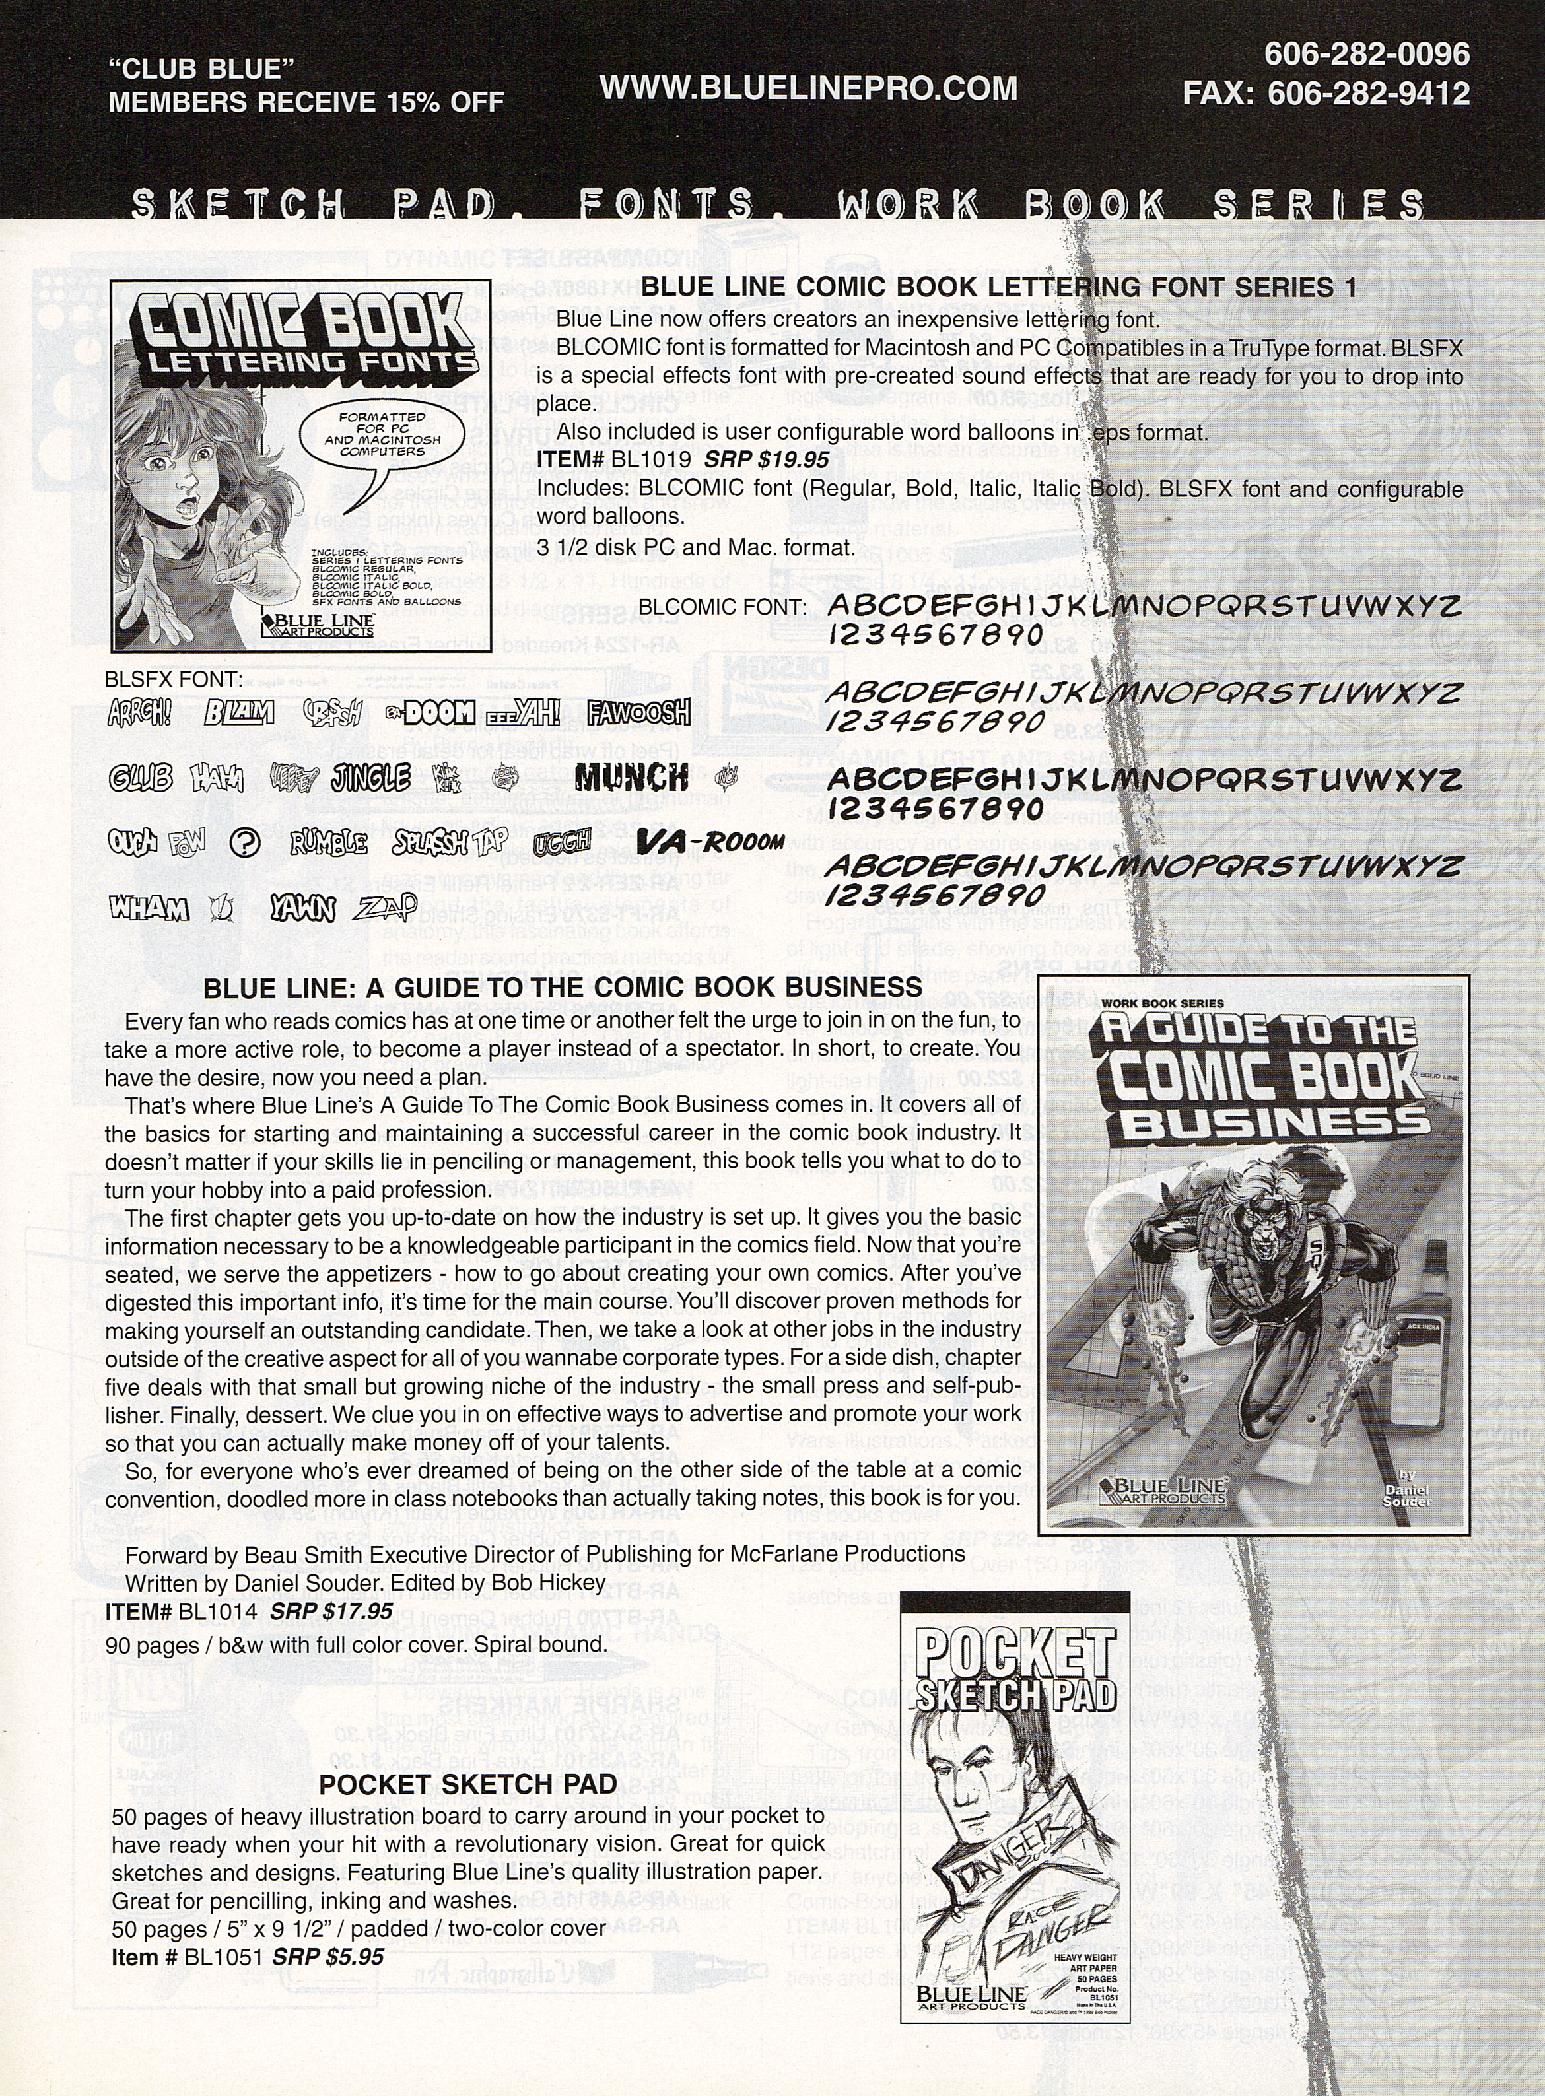 “CLUB BLUE”
MEMBERS RECEIVE 15% OFF
WWW.BLUELINEPRO.COM
606-282-0096
FAX: 606-282-9412
SKETCH PAD, FONTS, WORK BOOK SERIES
COMIC BOOK
LETTERING FONTS
FORMATTED
FOR PC
AND MACINTOSH
COMPUTERS
INCLUDES:
SERIES 1 LETTERING FONTS
BLCOMIC REGULAR,
BLCOMIC ITALIC,
BLCOMIC ITALIC BOLD,
BLCOMIC BOLD,
SFX FONTS AND BALLOONS
BLUE LINE
ART PRODUCTS
BLUE LINE COMIC BOOK LETTERING FONT SERIES 1
Blue Line now offers creators an inexpensive lettering font.
BLCOMIC font is formatted for Macintosh and PC Compatibles in a TruType format. BLSFX
is a special effects font with pre-created sound effects that are ready for you to drop into
place.
Also included is user configurable word balloons in .eps format.
ITEM# BL1019 SRP $19.95
Includes: BLCOMIC font (Regular, Bold, Italic, Italic Bold). BLSFX font and configurable
word balloons.
3 1/2 disk PC and Mac. format.
BLCOMIC FONT: ABCDEFGHIJKLMNOPQRSTUVWXYZ
1234567890
ABCDEFGHIJKLMNOPQRSTUVWXYZ
1234567890
ABCDEFGHIJKLMNOPQRSTUVWXYZ
1234567890
ABCDEFGHIJKLMNOPQRSTUVWXYZ
1234567890
BLSFX FONT:
ARRGH! BLAM CRASH DOOM EEEYAH! FAWOOSH
GLUB HAHA JINGLE MUNCH
OUCH POW ? RUMBLE SPLASSH TAP UGGH VA-ROOOM
WHAM YAWN ZAP
BLUE LINE: A GUIDE TO THE COMIC BOOK BUSINESS
Every fan who reads comics has at one time or another felt the urge to join in on the fun, to
take a more active role, to become a player instead of a spectator. In short, to create. You
have the desire, now you need a plan.
That's where Blue Line's A Guide To The Comic Book Business comes in. It covers all of
the basics for starting and maintaining a successful career in the comic book industry. It
doesn't matter if your skills lie in penciling or management, this book tells you what to do to
turn your hobby into a paid profession.
The first chapter gets you up-to-date on how the industry is set up. It gives you the basic
information necessary to be a knowledgeable participant in the comics field. Now that you're
seated, we serve the appetizers - how to go about creating your own comics. After you've
digested this important info, it's time for the main course. You'll discover proven methods for
making yourself an outstanding candidate. Then, we take a look at other jobs in the industry
outside of the creative aspect for all of you wannabe corporate types. For a side dish, chapter
five deals with that small but growing niche of the industry - the small press and self-pub-
lisher. Finally, dessert. We clue you in on effective ways to advertise and promote your work
so that you can actually make money off of your talents.
So, for everyone who's ever dreamed of being on the other side of the table at a comic
convention, doodled more in class notebooks than actually taking notes, this book is for you.
Forward by Beau Smith Executive Director of Publishing for McFarlane Productions
Written by Daniel Souder. Edited by Bob Hickey
ITEM# BL1014 SRP $17.95
90 pages / b&w with full color cover. Spiral bound.
WORK BOOK SERIES
A GUIDE TO THE
COMIC BOOK
BUSINESS
BLUE LINE
ART PRODUCTS
by
Daniel
Souder
POCKET SKETCH PAD
50 pages of heavy illustration board to carry around in your pocket to
have ready when your hit with a revolutionary vision. Great for quick
sketches and designs. Featuring Blue Line's quality illustration paper.
Great for pencilling, inking and washes.
50 pages / 5” x 9 1/2” / padded / two-color cover
Item # BL1051 SRP $5.95
POCKET
SKETCH PAD
DANGER
RACE
DANGER
HEAVY WEIGHT
ART PAPER
50 PAGES
Product No.
BL1051
Made in The U.S.A.
BLUE LINE
ART PRODUCTS